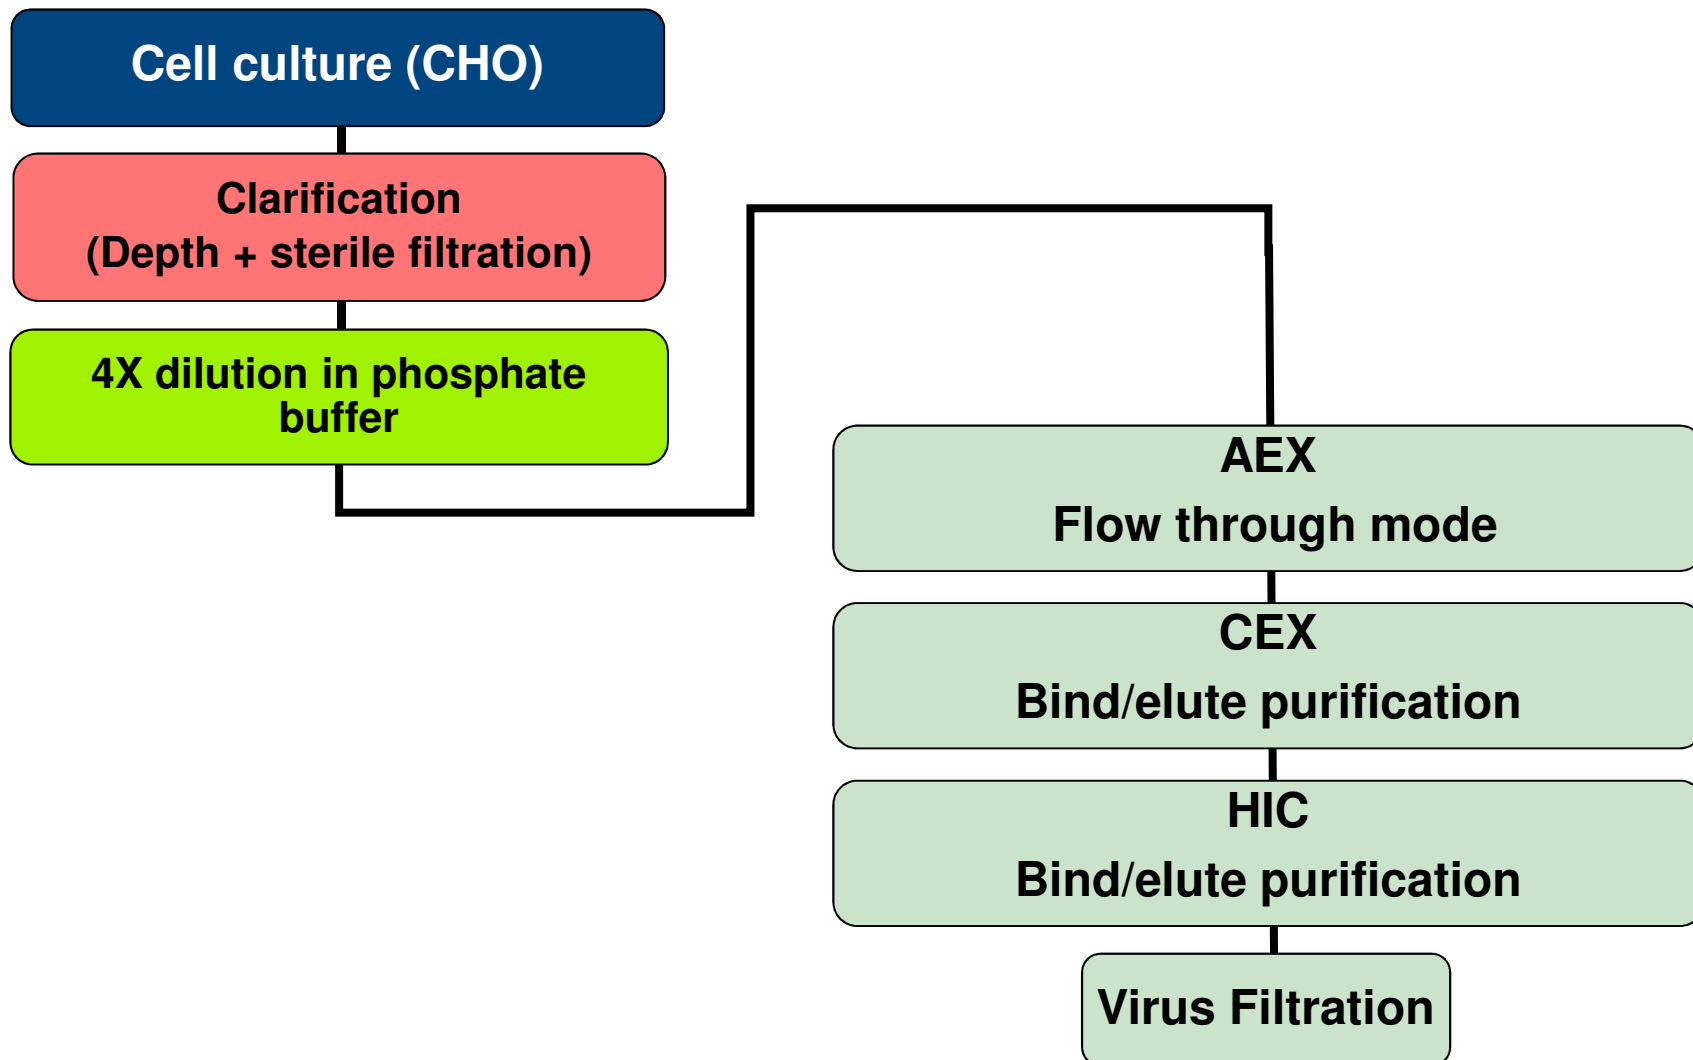 Cell culture (CHO)
Clarification
(Depth + sterile filtration)
4X dilution in phosphate
buffer
AEX
Flow through mode
CEX
Bind/elute purification
HIC
Bind/elute purification
Virus Filtration